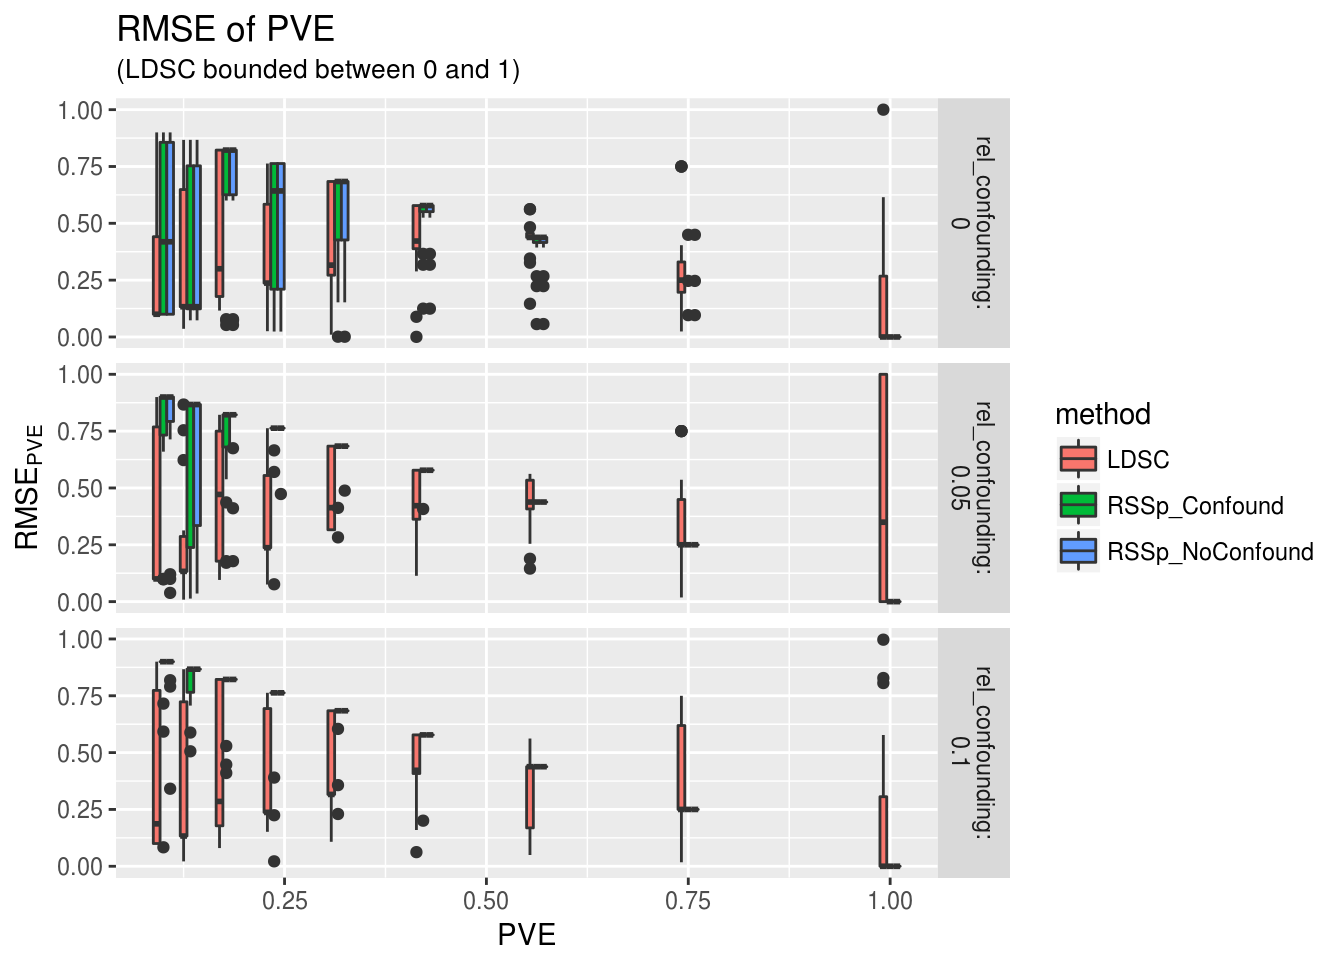 RMSE of PVE
(LDSC bounded between 0 and 1)
1.00
0.75
0.50
0.25
0.00
rel_confounding:
0
1.00
0.75
0.50
0.25
0.00
rel_confounding:
0.05
1.00
0.75
0.50
0.25
0.00
rel_confounding:
0.1
RMSE_PVE
0.25
0.50
0.75
1.00
PVE
method
LDSC
RSSp_Confound
RSSp_NoConfound